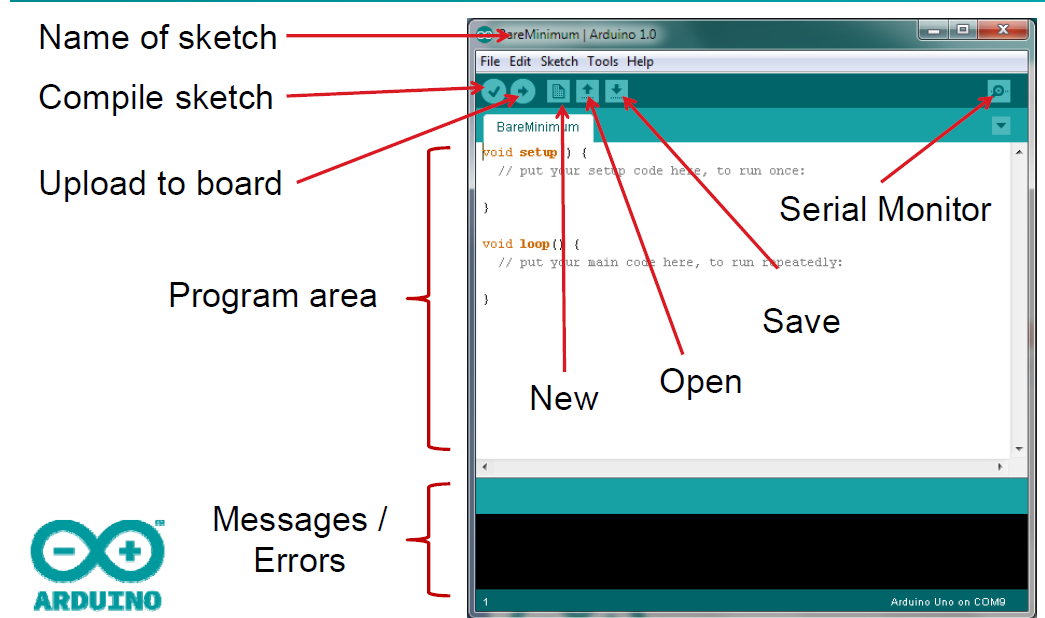 Name of sketch
Compile sketch
Upload to board
Program area
Messages /
Errors
ARDUINO
TM
BareMinimum | Arduino 1.0
File Edit Sketch Tools Help
BareMinimum
void setup() {
// put your setup code here, to run once:
}
void loop() {
// put your main code here, to run repeatedly:
}
Serial Monitor
Save
Open
New
1
Arduino Uno on COM9